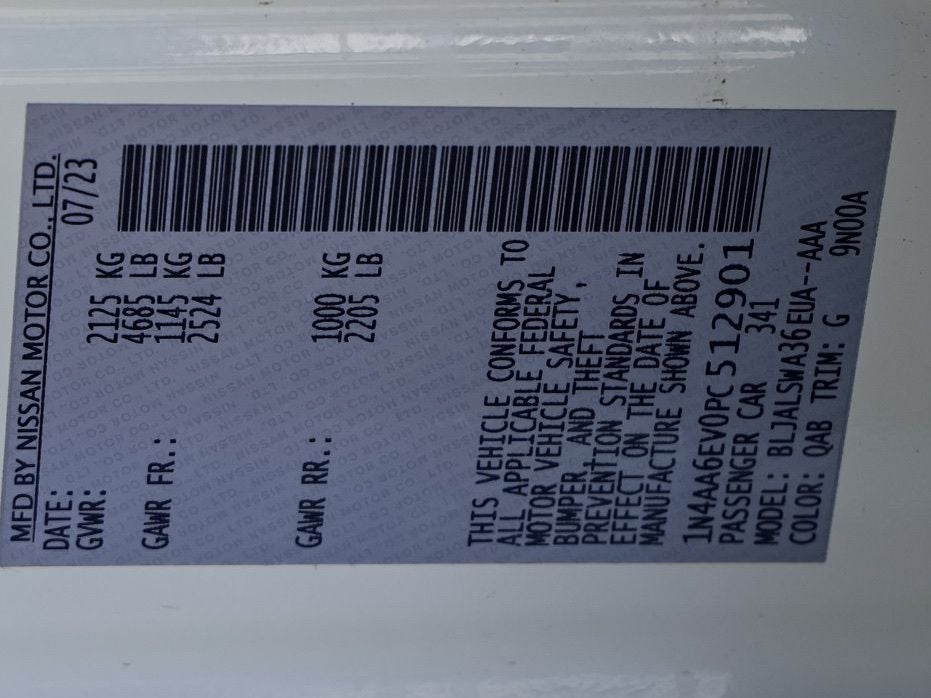 MFD BY NISSAN MOTOR CO., LTD.
DATE: 07/23
GVWR: 2125 KG
4685 LB
GAWR FR.: 1145 KG
2524 LB
GAWR RR.: 1000 KG
2205 LB
THIS VEHICLE CONFORMS TO
ALL APPLICABLE FEDERAL
MOTOR VEHICLE SAFETY,
BUMPER, AND THEFT
PREVENTION STANDARDS IN
EFFECT ON THE DATE OF
MANUFACTURE SHOWN ABOVE.
1N4AA6EV0PC512901
PASSENGER CAR 341
MODEL: BLJALSWA36EUA--AAA
COLOR: QAB TRIM: G 9N00A